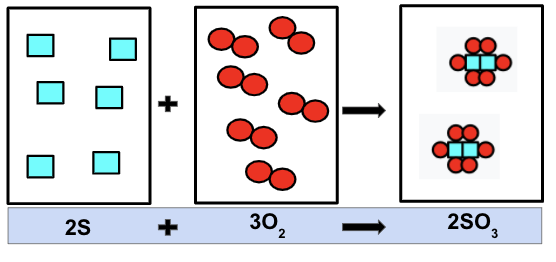 2S + 3O₂ → 2SO₃